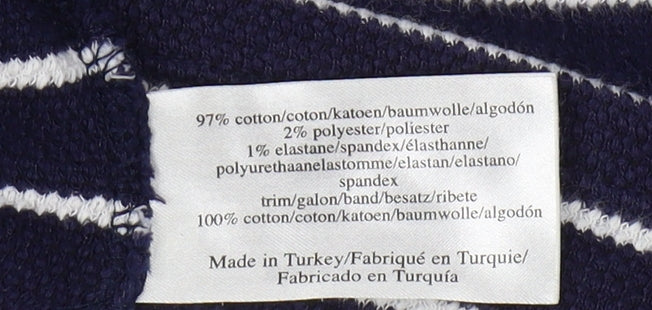 97% cotton/coton/katoen/baumwolle/algodón
2% polyester/poliester
1% elastane/spandex/élasthanne/
polyurethaanelastomme/elastan/elastano/
spandex
trim/galon/band/besatz/ribete
100% cotton/coton/katoen/baumwolle/algodón
Made in Turkey/Fabriqué en Turquie/
Fabricado en Turquía